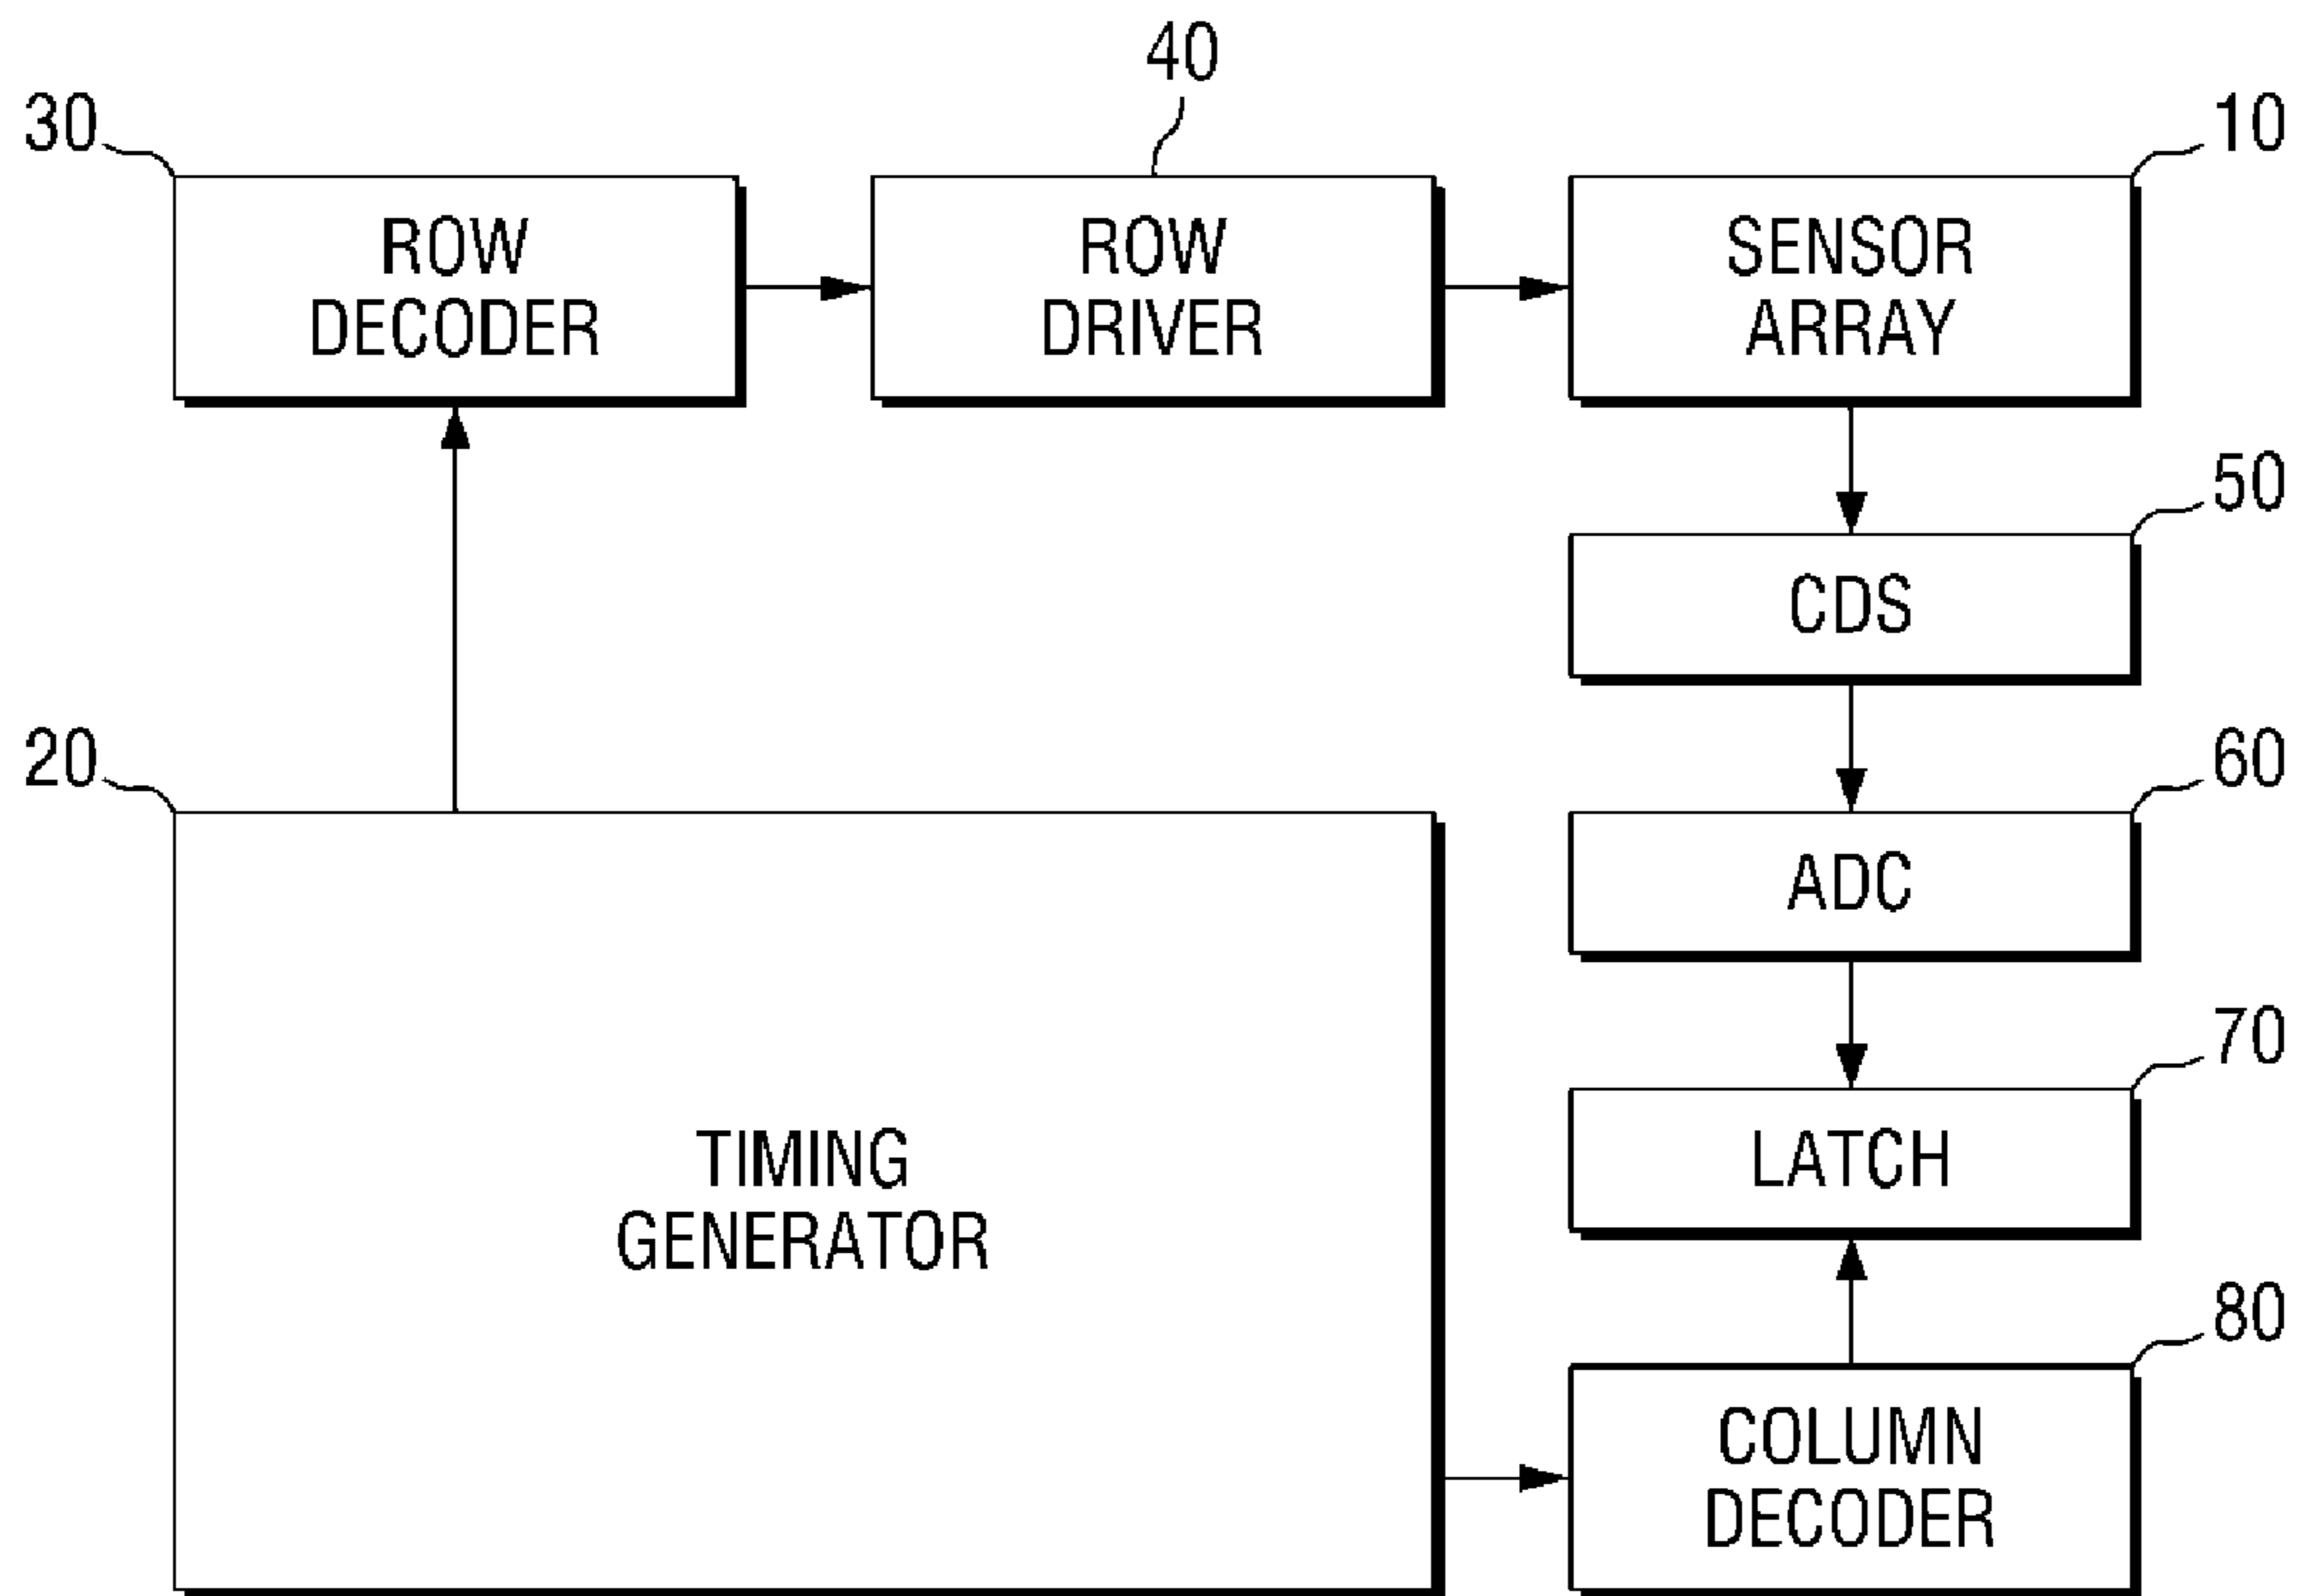 40
30
10
ROW
DECODER
ROW
DRIVER
SENSOR
ARRAY
50
CDS
20
60
ADC
70
LATCH
TIMING
GENERATOR
80
COLUMN
DECODER